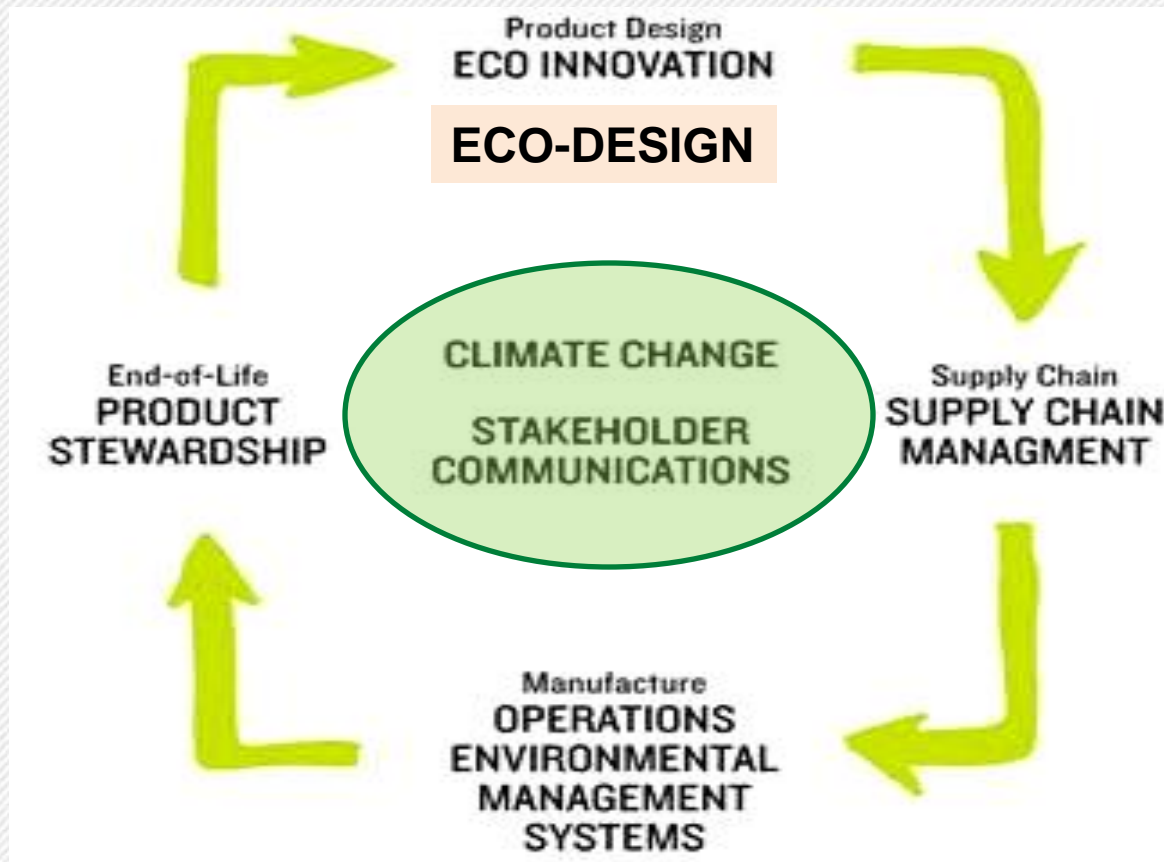 Product Design
ECO INNOVATION
ECO-DESIGN
CLIMATE CHANGE
STAKEHOLDER
COMMUNICATIONS
End-of-Life
PRODUCT
STEWARDSHIP
Supply Chain
SUPPLY CHAIN
MANAGMENT
Manufacture
OPERATIONS
ENVIRONMENTAL
MANAGEMENT
SYSTEMS